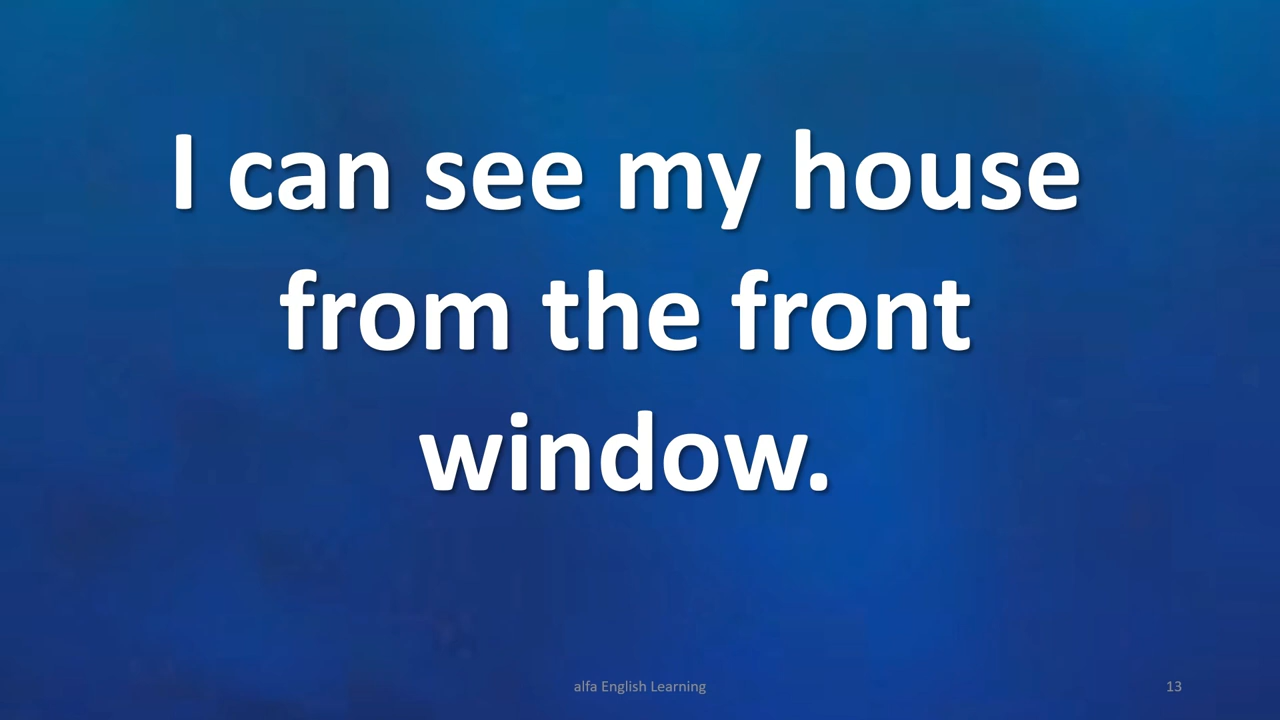 I can see my house
from the front
window.
alfa English Learning
13